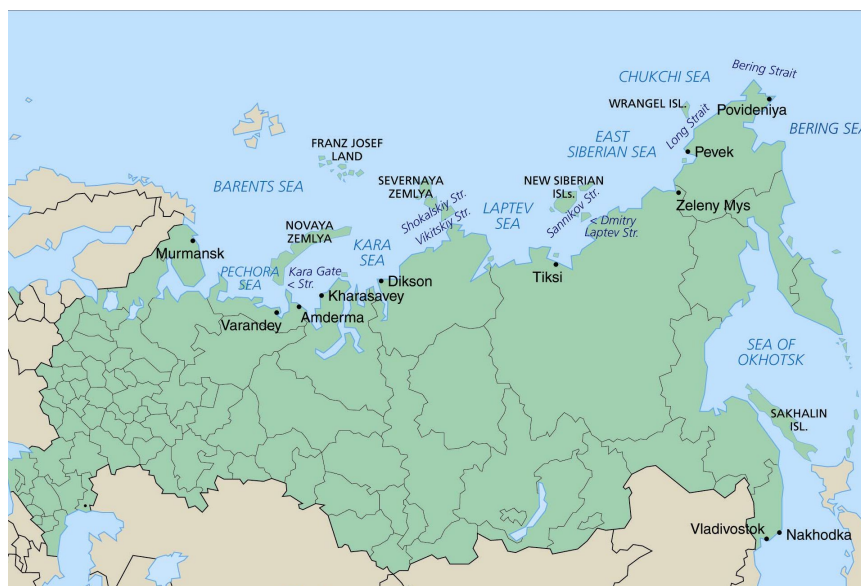 Bering Strait
CHUKCHI SEA
WRANGEL ISL.
Povideniya
Long Strait
BERING SEA
EAST
SIBERIAN SEA
Pevek
FRANZ JOSEF
LAND
SEVERNAYA
ZEMLYA
NEW SIBERIAN
ISLs.
BARENTS SEA
Zeleny Mys
Shokalskiy Str.
Vikitskiy Str.
LAPTEV
SEA
Sannikov Str.
< Dmitry
Laptev Str.
NOVAYA
ZEMLYA
KARA
SEA
Murmansk
PECHORA
SEA
Kara Gate
< Str.
Dikson
Tiksi
Kharasavey
Varandey
Amderma
SEA OF
OKHOTSK
SAKHALIN
ISL.
Vladivostok
Nakhodka